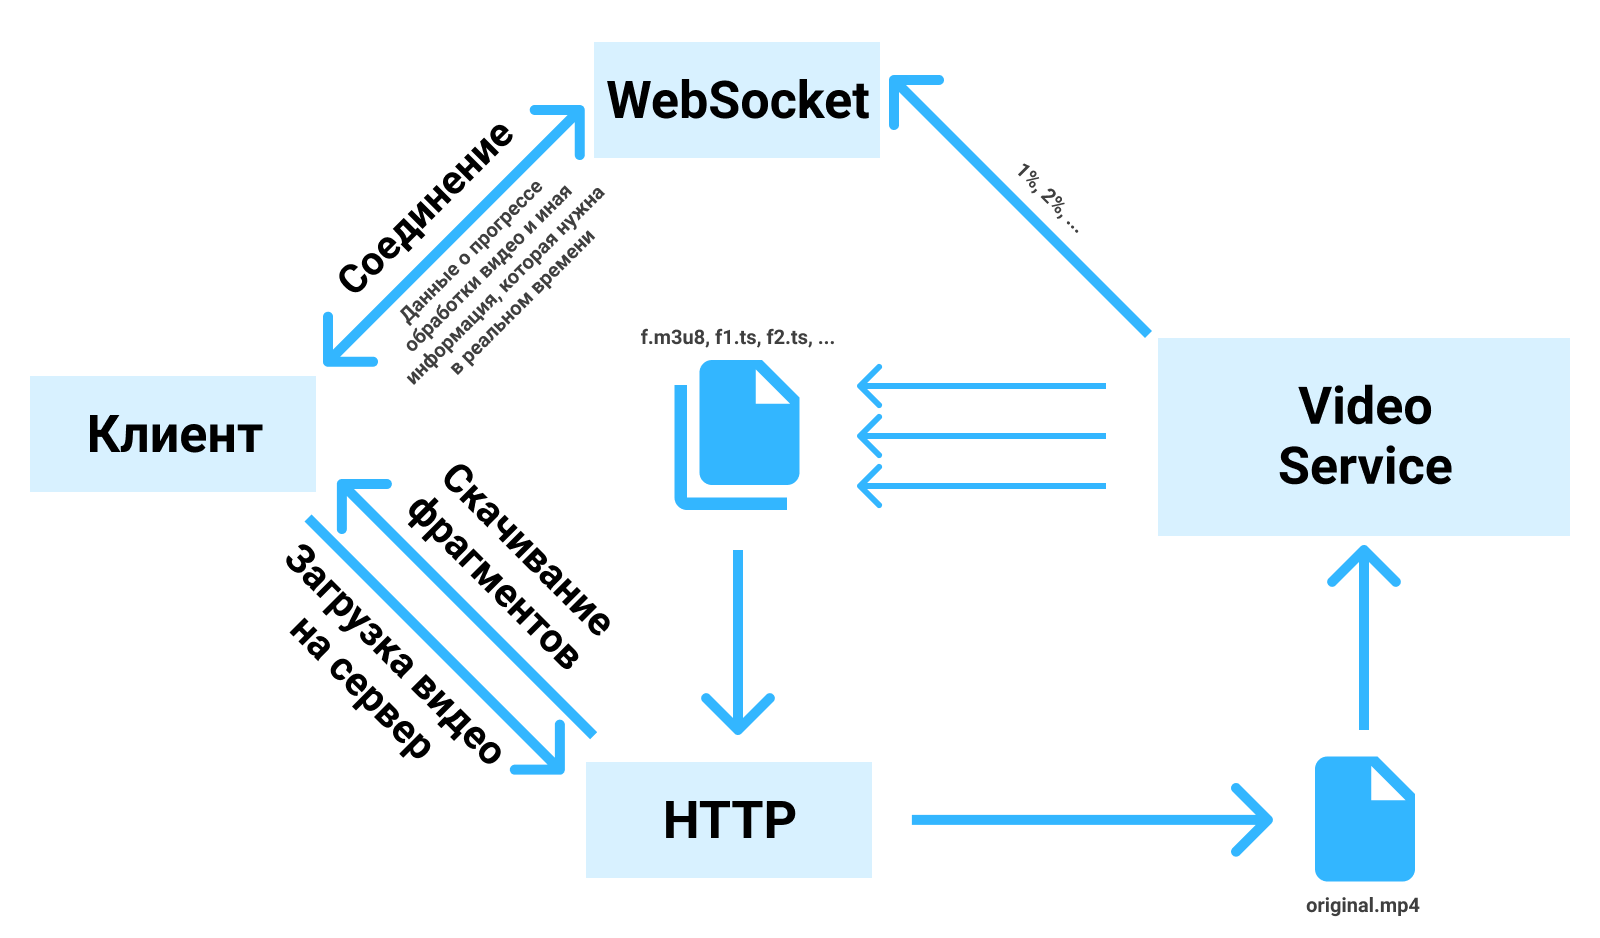 WebSocket
Соединение
Данные о прогрессе
обработки видео и иная
информация, которая нужна
в реальном времени
1%, 2%, ...
f.m3u8, f1.ts, f2.ts, ...
Клиент
Video
Service
Скачивание
фрагментов
Загрузка видео
на сервер
HTTP
original.mp4